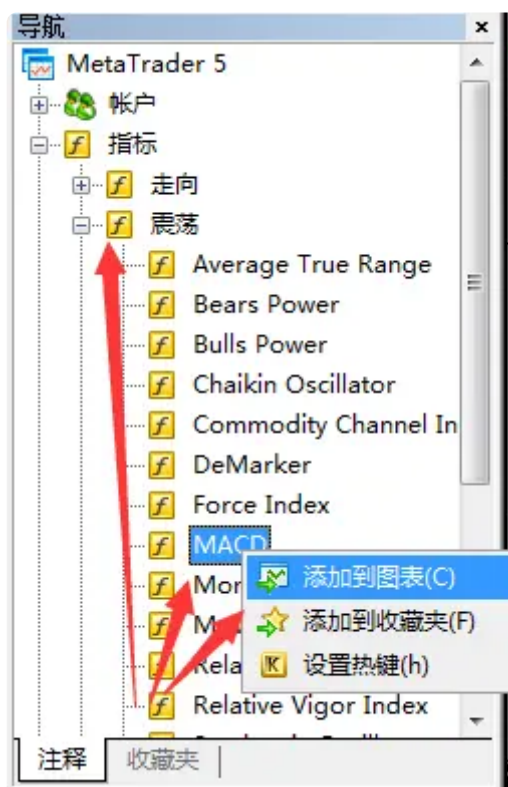 导航
MetaTrader 5
帐户
指标
走向
震荡
Average True Range
Bears Power
Bulls Power
Chaikin Oscillator
Commodity Channel In
DeMarker
Force Index
MACD
添加到图表(C)
添加到收藏夹(F)
设置热鍵(h)
Relative Vigor Index
注释
收藏夹